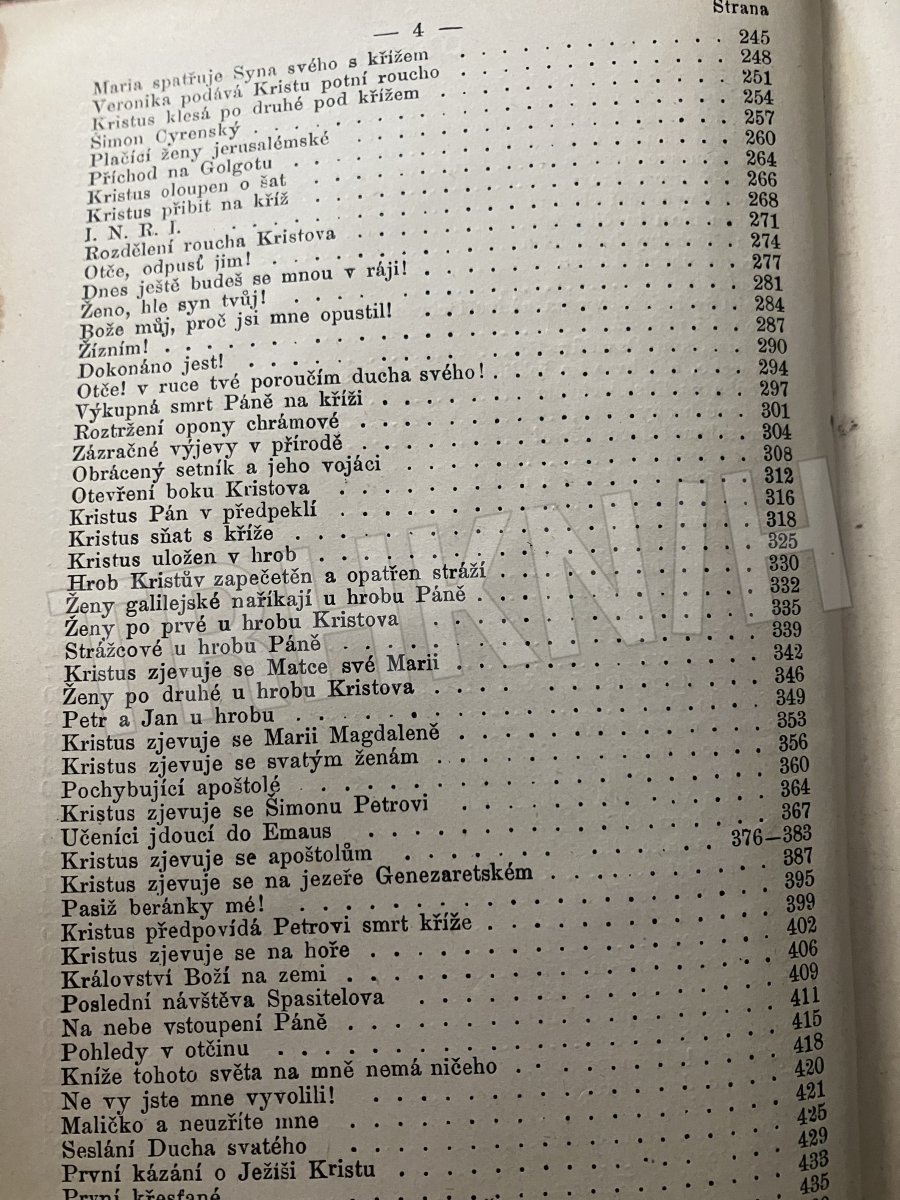 — 4 —
Strana
Maria spatřuje Syna svého s křížem . . . 245
Veronika podává Kristu potní roucho . . . 248
Kristus klesá po druhé pod křížem . . . 251
Šimon Cyrenský . . . 254
Plačící ženy jerusalémské . . . 257
Příchod na Golgotu . . . 260
Kristus oloupen o šat . . . 264
Kristus přibit na kříž . . . 266
I. N. R. I. . . . 268
Rozdělení roucha Kristova . . . 271
Otče, odpusť jim! . . . 274
Dnes ještě budeš se mnou v ráji! . . . 277
Ženo, hle syn tvůj! . . . 281
Bože můj, proč jsi mne opustil! . . . 284
Žízním! . . . 287
Dokonáno jest! . . . 290
Otče! v ruce tvé poroučím ducha svého! . . . 294
Výkupná smrt Páně na kříži . . . 297
Roztržení opony chrámové . . . 301
Zázračné výjevy v přírodě . . . 304
Obrácený setník a jeho vojáci . . . 308
Otevření boku Kristova . . . 312
Kristus Pán v předpeklí . . . 316
Kristus sňat s kříže . . . 318
Kristus uložen v hrob . . . 325
Hrob Kristův zapečetěn a opatřen stráží . . . 330
Ženy galilejské naříkají u hrobu Páně . . . 332
Ženy po prvé u hrobu Kristova . . . 335
Strážcové u hrobu Páně . . . 339
Kristus zjevuje se Matce své Marii . . . 342
Ženy po druhé u hrobu Kristova . . . 346
Petr a Jan u hrobu . . . 349
Kristus zjevuje se Marii Magdaleně . . . 353
Kristus zjevuje se svatým ženám . . . 356
Pochybující apoštolé . . . 360
Kristus zjevuje se Šimonu Petrovi . . . 364
Učeníci jdoucí do Emaus . . . 367
Kristus zjevuje se apoštolům . . . 376—383
Kristus zjevuje se na jezeře Genezaretském . . . 387
Pasiž beránky mé! . . . 395
Kristus předpovídá Petrovi smrt kříže . . . 399
Kristus zjevuje se na hoře . . . 402
Království Boží na zemi . . . 406
Poslední návštěva Spasitelova . . . 409
Na nebe vstoupení Páně . . . 411
Pohledy v otčinu . . . 415
Kníže tohoto světa na mně nemá ničeho . . . 418
Ne vy jste mne vyvolili! . . . 420
Maličko a neuzříte mne . . . 421
Seslání Ducha svatého . . . 425
První kázání o Ježíši Kristu . . . 429
První křesťané . . . 433
435